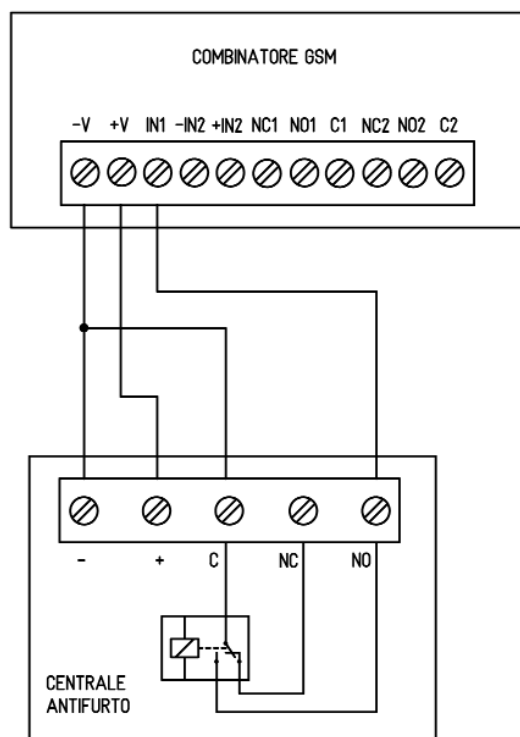 COMBINATORE GSM
-V +V IN1 -IN2 +IN2 NC1 NO1 C1 NC2 NO2 C2
- + C NC NO
CENTRALE
ANTIFURTO